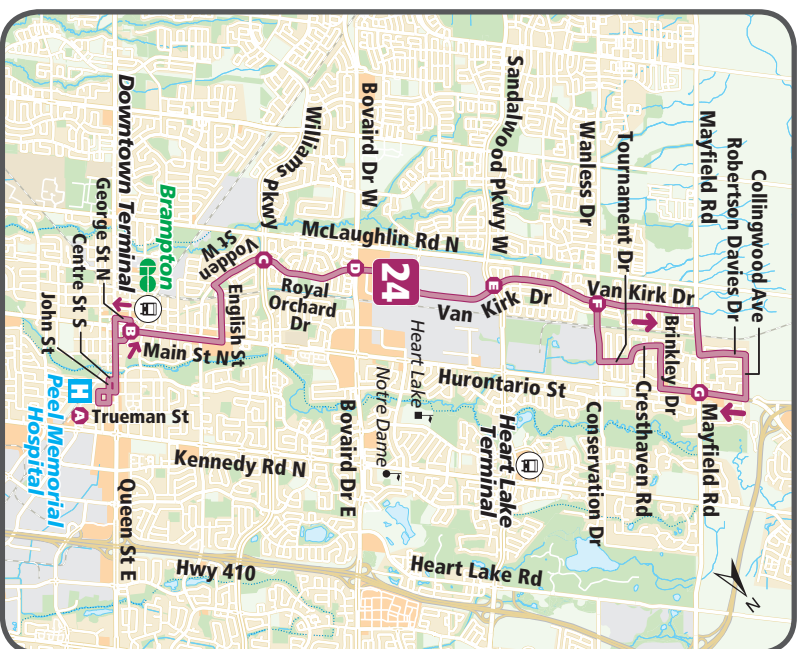 Collingwood Ave
Robertson Davies Dr
Mayfield Rd
Tournament Dr
Wanless Dr
Sandalwood Pkwy W
Bovaird Dr W
Williams
Pkwy
McLaughlin Rd N
Downtown Terminal
Brampton
GO
George St N
Centre St S
John St
Vodden
St W
English St
Royal
Orchard
Dr
24
Van Kirk Dr
Van Kirk Dr
Brinkley Dr
Cresthaven Rd
Mayfield Rd
A
B
C
D
E
F
G
Main St N
Trueman St
H
Peel Memorial
Hospital
Heart Lake
Notre Dame
Hurontario St
Heart Lake
Terminal
Conservation Dr
Bovaird Dr E
Kennedy Rd N
Queen St E
Hwy 410
Heart Lake Rd
N